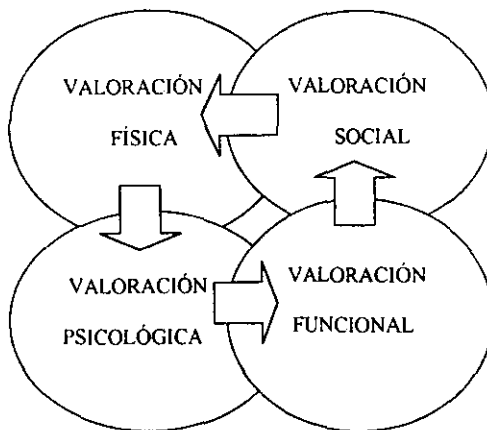 VALORACIÓN
FÍSICA
VALORACIÓN
SOCIAL
VALORACIÓN
PSICOLÓGICA
VALORACIÓN
FUNCIONAL